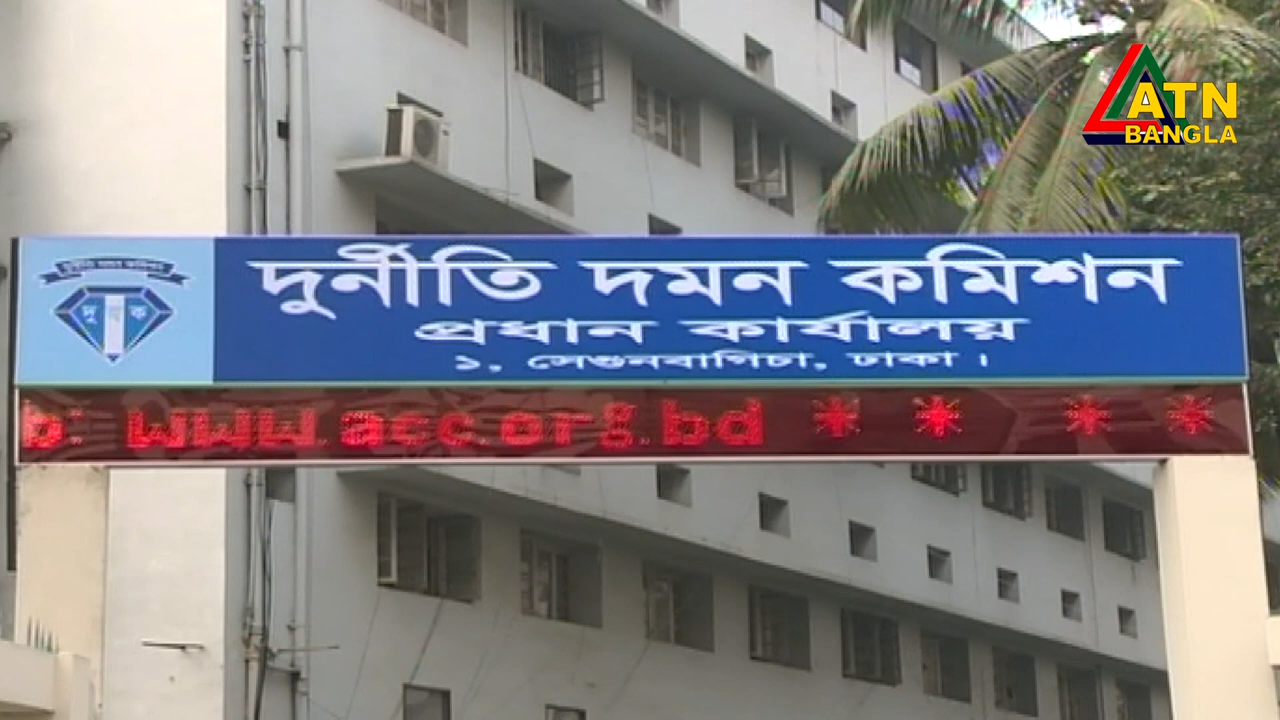 ATN
BANGLA
দুর্নীতি দমন কমিশন
দু দ ক
প্রধান কার্যালয়
১, সেগুনবাগিচা, ঢাকা।
b: www.acc.org.bd * * * *